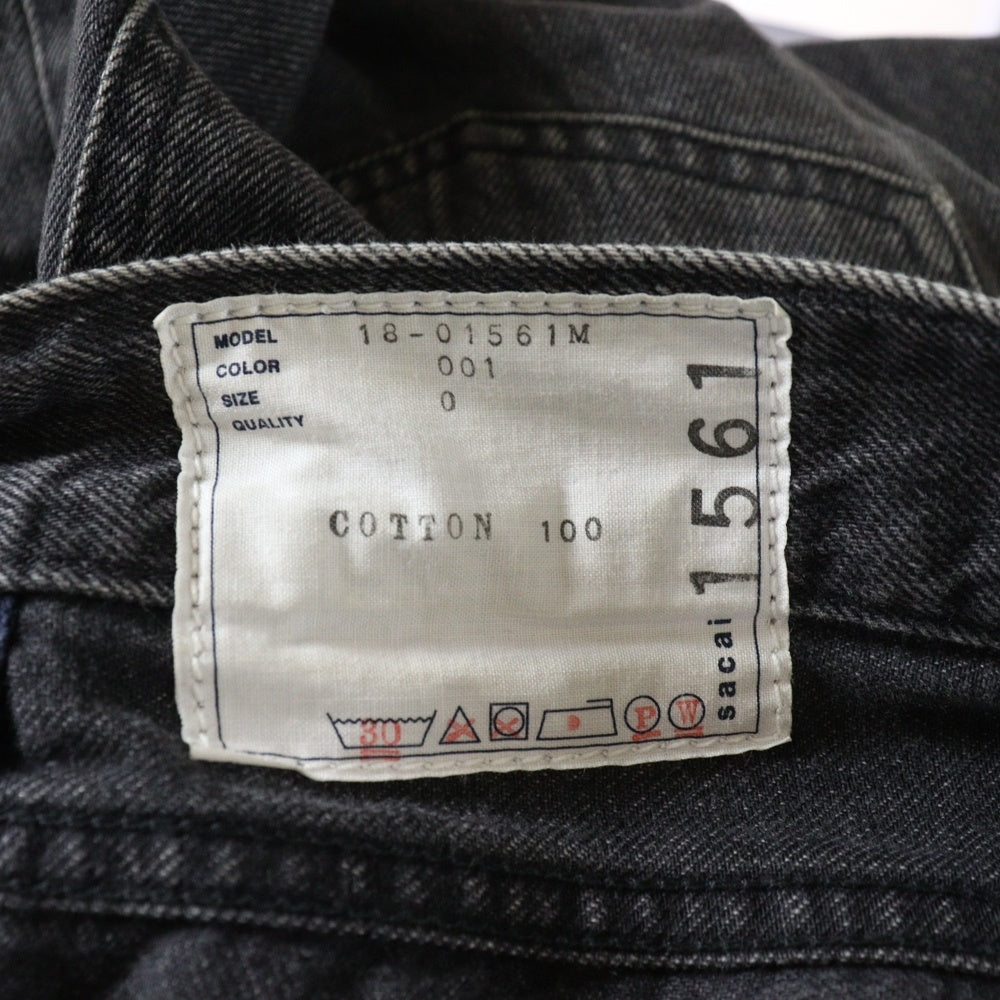 MODEL 18-01561M
COLOR 001
SIZE 0
QUALITY
COTTON 100
sacai 1561
30 P W